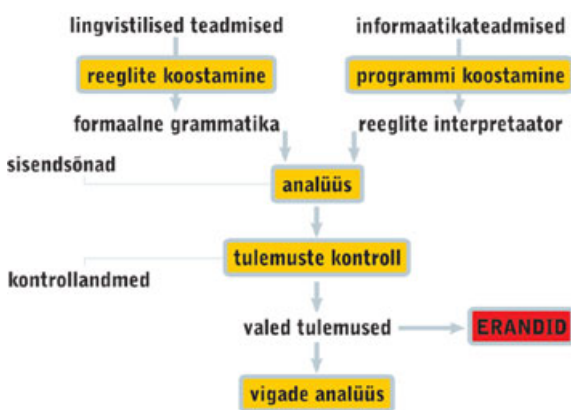 lingvistilised teadmised
informaatikateadmised
reeglite koostamine
programmi koostamine
formaalne grammatika
reeglite interpretaator
sisendsõnad
analüüs
tulemuste kontroll
kontrollandmed
valed tulemused
ERANDID
vigade analüüs